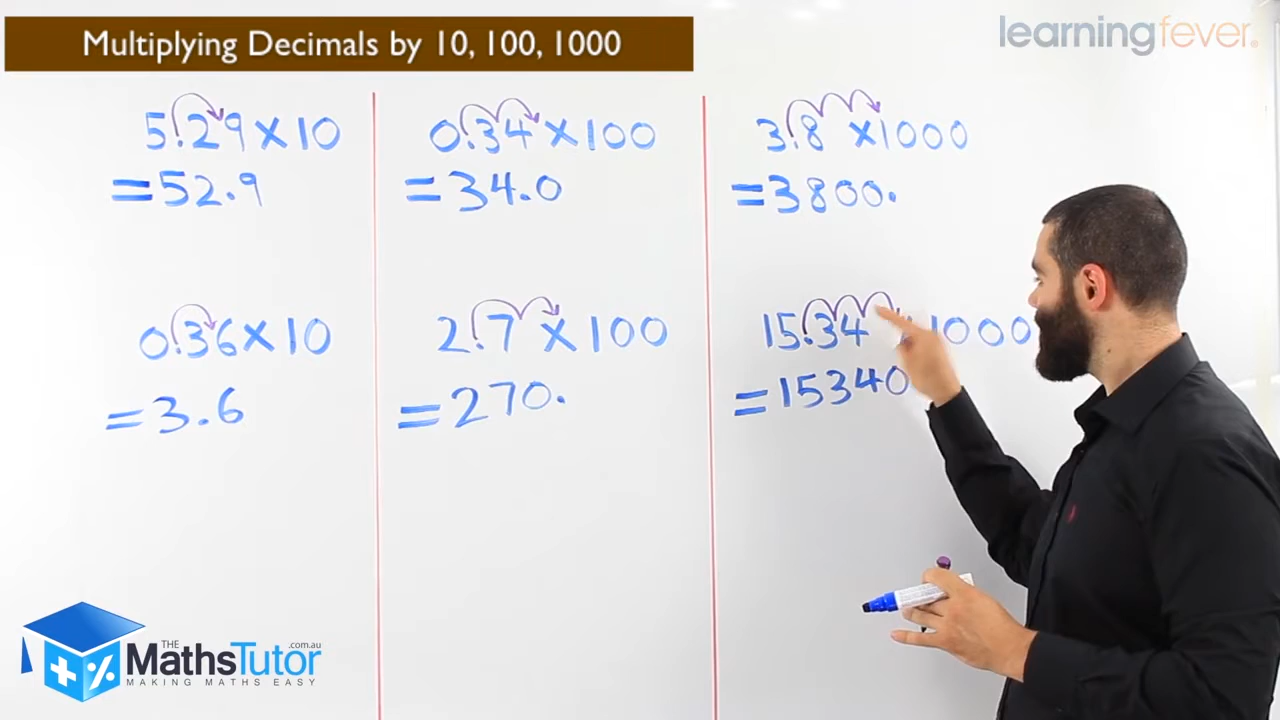 Multiplying Decimals by 10, 100, 1000
learningfever.
5.29×10
=52.9
0.36×10
=3.6
0.34×100
=34.0
2.7×100
=270.
3.8×1000
=3800.
15.34 1000
=15340
THE
MathsTutor
.com.au
MAKING MATHS EASY